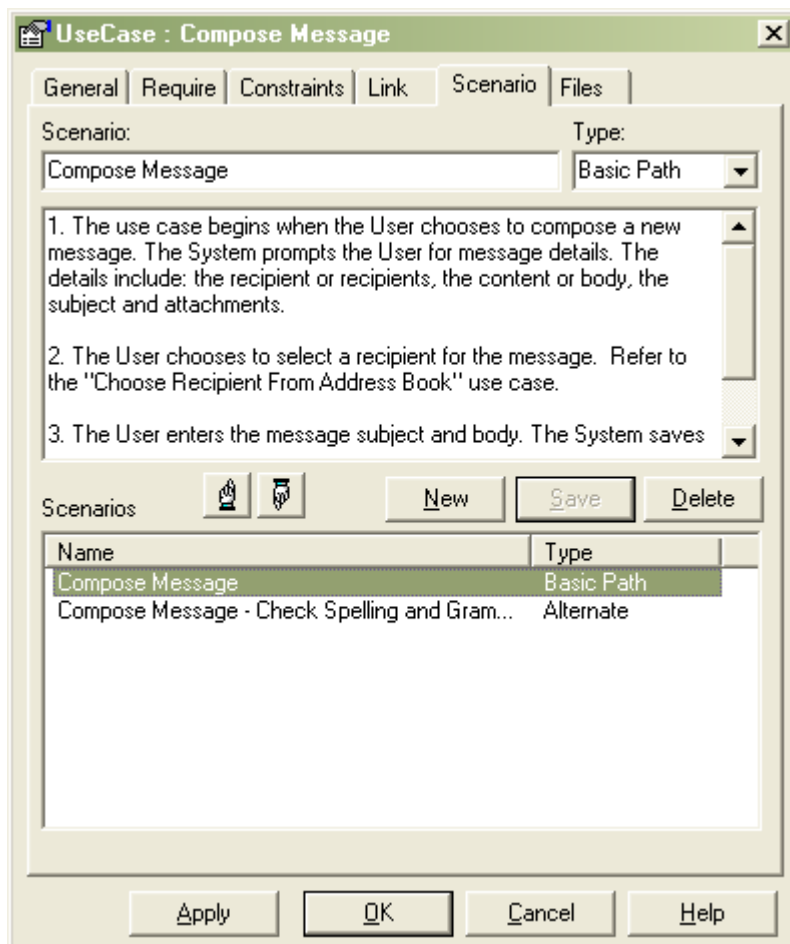 UseCase : Compose Message
General Require Constraints Link Scenario Files
Scenario: Type:
Compose Message Basic Path
1. The use case begins when the User chooses to compose a new
message. The System prompts the User for message details. The
details include: the recipient or recipients, the content or body, the
subject and attachments.
2. The User chooses to select a recipient for the message.  Refer to
the "Choose Recipient From Address Book" use case.
3. The User enters the message subject and body. The System saves
Scenarios New Save Delete
Name Type
Compose Message Basic Path
Compose Message - Check Spelling and Gram... Alternate
Apply OK Cancel Help